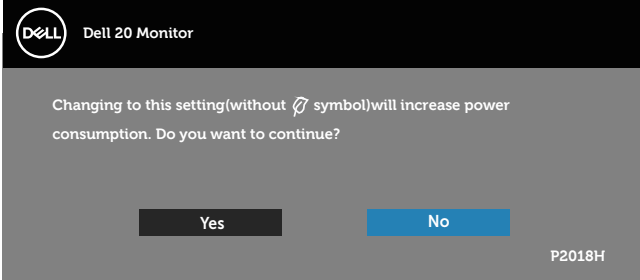 DELL
Dell 20 Monitor
Changing to this setting(without symbol)will increase power
consumption. Do you want to continue?
Yes
No
P2018H